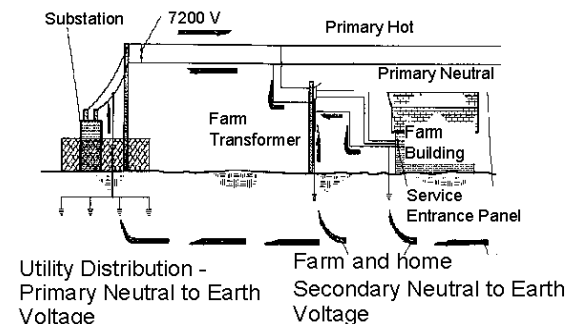 Substation
7200 V
Primary Hot
Primary Neutral
Farm
Transformer
Farm
Building
Service
Entrance Panel
Utility Distribution -
Primary Neutral to Earth
Voltage
Farm and home
Secondary Neutral to Earth
Voltage